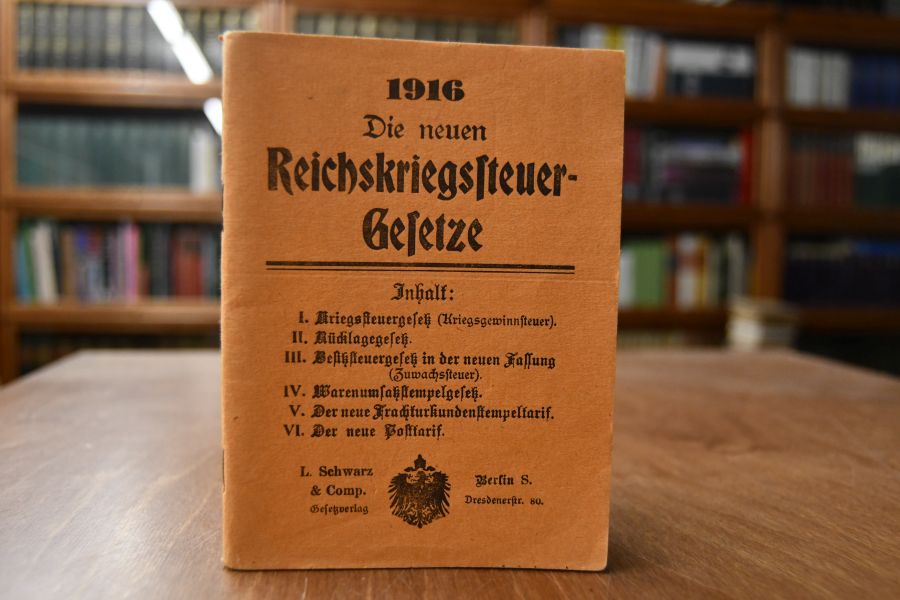 1916
Die neuen
Reichskriegsſteuer-
Geſetze
Inhalt:
I. Kriegsſteuergeſetz (Kriegsgewinnſteuer).
II. Rücklagegeſetz.
III. Beſitzſteuergeſetz in der neuen Faſſung
(Zuwachsſteuer).
IV. Warenumſatzſtempelgeſetz.
V. Der neue Frachturkundenſtempeltarif.
VI. Der neue Poſttarif.
L. Schwarz
& Comp.
Geſetzverlag
Berlin S.
Dresdenerſtr. 80.